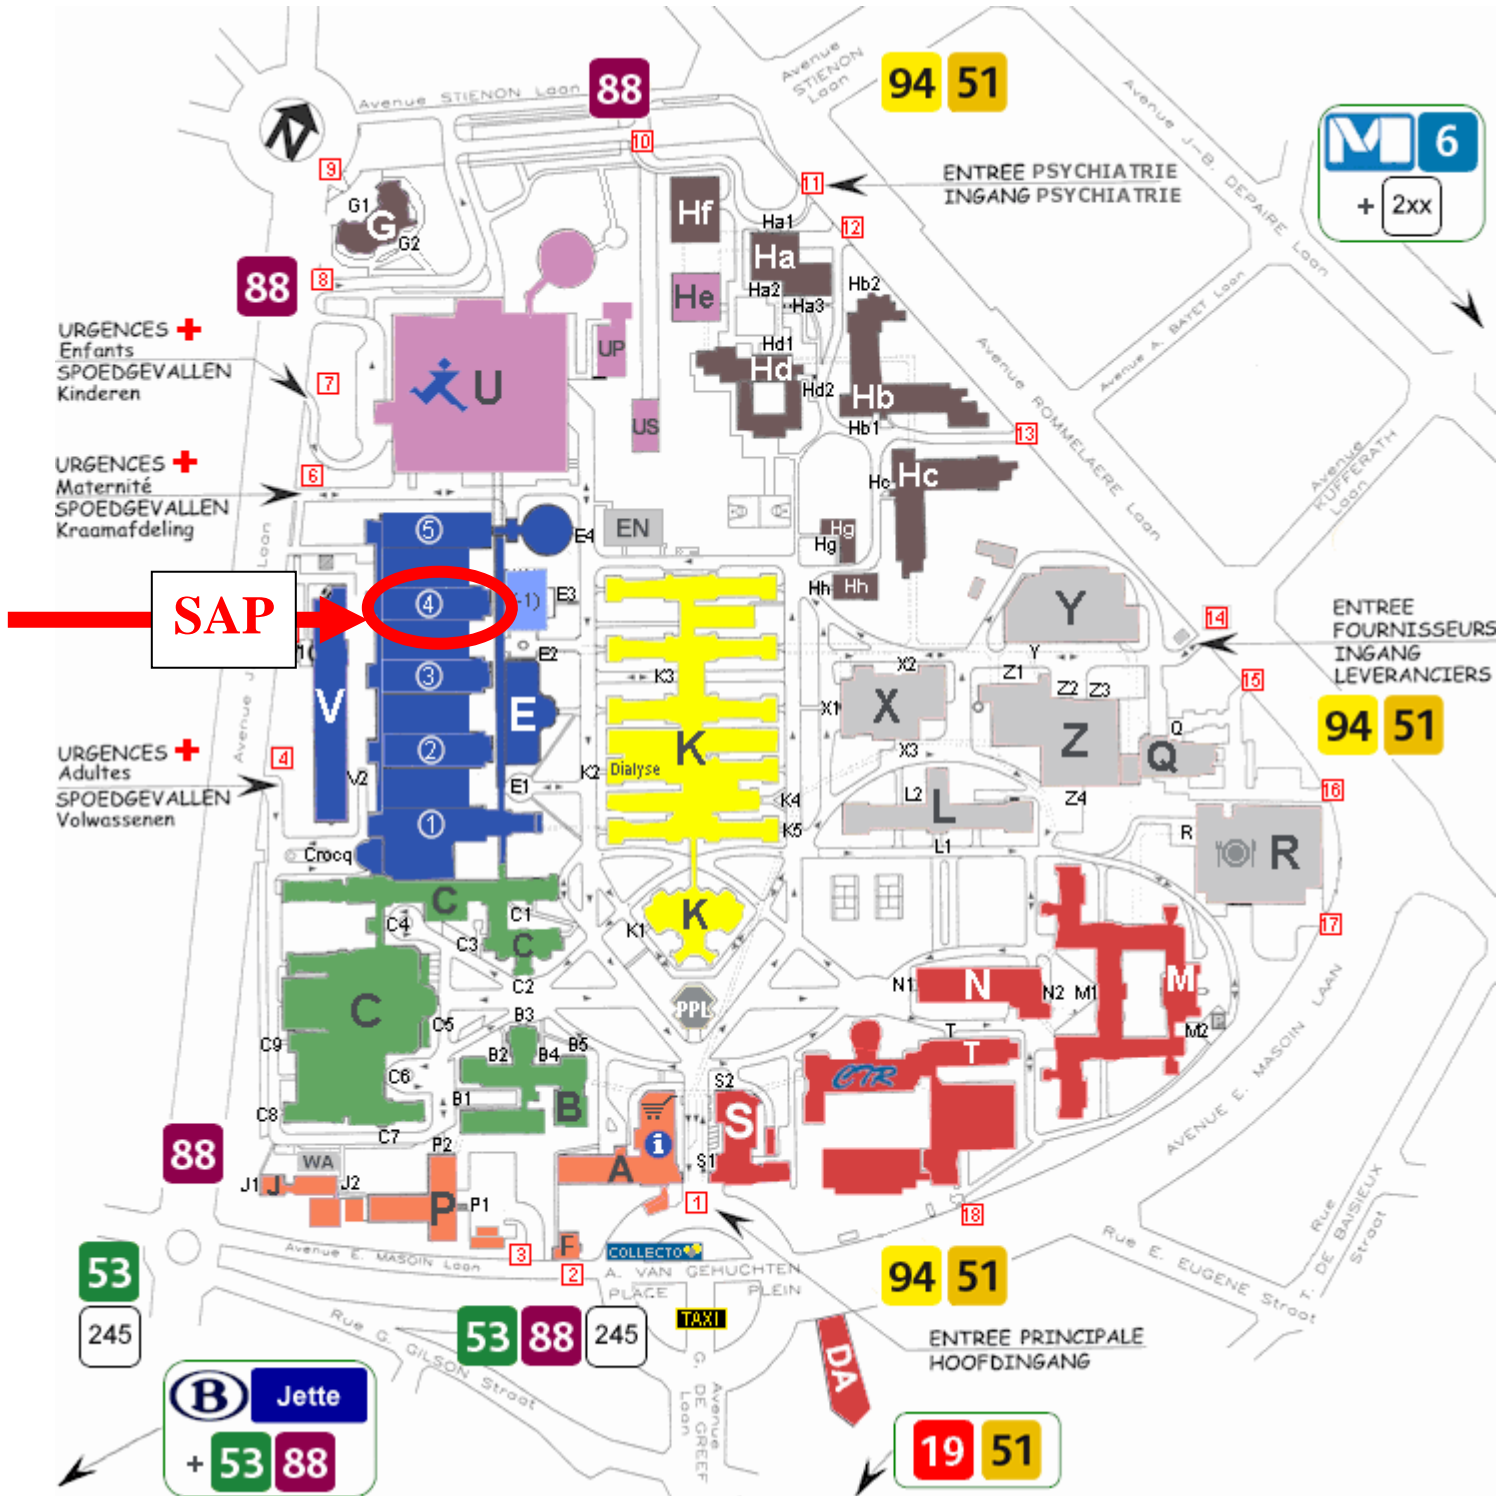 Avenue STIENON Laan
88
Avenue
STIENON
Laan
94 51
Avenue J-B. DEPAIRE Laan
M 6
+ 2xx
N
9
10
11
ENTREE PSYCHIATRIE
INGANG PSYCHIATRIE
G1
G
G2
Hf
Ha1
12
Ha
88
8
He
Ha2
Ha3
Hb2
Avenue A. BAYET Laan
URGENCES +
Enfants
SPOEDGEVALLEN
Kinderen
7
U
UP
US
Hd1
Hd
Hd2
Hb
Hb1
13
Avenue ROMMELAERE Laan
Avenue
KUFFERATH
Laan
URGENCES +
Maternité
SPOEDGEVALLEN
Kraamafdeling
6
Hc
Hc
5
E4
EN
Hg
Hg
Hh
Hh
Avenue J
Laan
SAP
4
-1)
E3
E2
Y
Y
14
ENTREE
FOURNISSEURS
INGANG
LEVERANCIERS
15
94 51
V
3
E
K3
X2
X1
X
X3
Z1
Z2
Z3
Z
Z4
Q
Q
URGENCES +
Adultes
SPOEDGEVALLEN
Volwassenen
4
V2
2
E1
K2
Dialyse
K
K4
K5
1
L2
L
L1
16
R
R
Crocq
C
C1
C4
C3
C
C2
K1
K
17
PPL
N1
N
N2
M1
M
M2
P
C
C5
C9
C6
C8
C7
B3
B2
B4
B5
B1
B
S2
S
S1
T
T
CTR
AVENUE E. MASOIN LAAN
88
WA
J1
J
J2
P2
P
P1
A
i
1
18
Avenue E. MASOIN Laan
3
F
2
COLLECTO
A. VAN GEHUCHTEN
PLACE PLEIN
TAXI
94 51
Rue E. EUGENE Straat
Rue
T. DE BAISIEUX
Straat
53
245
53 88 245
Rue G. GILSON Straat
ENTREE PRINCIPALE
HOOFDINGANG
DA
Avenue
G. DE GREEF
Laan
B Jette
+ 53 88
19 51